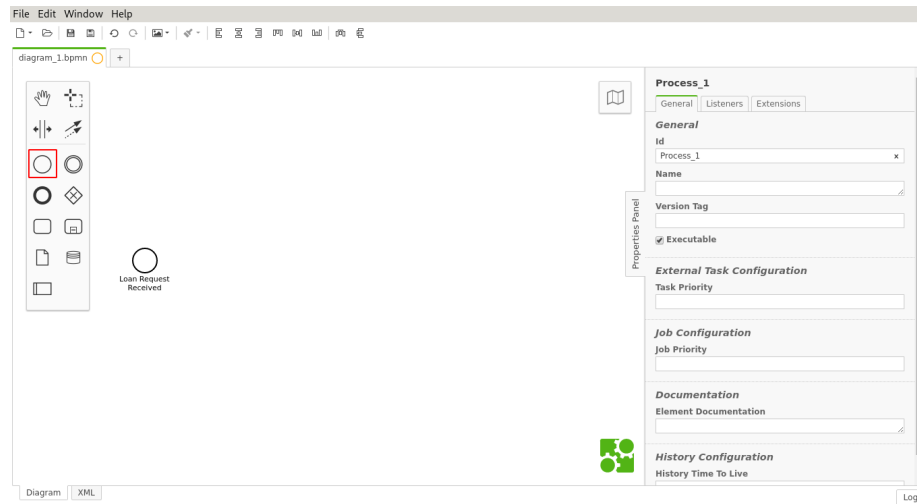 File Edit Window Help
diagram_1.bpmn +
Process_1
General Listeners Extensions
General
Id
Process_1 x
Name
Version Tag
Properties Panel
Executable
Loan Request
Received
External Task Configuration
Task Priority
Job Configuration
Job Priority
Documentation
Element Documentation
History Configuration
History Time To Live
Diagram XML
Log